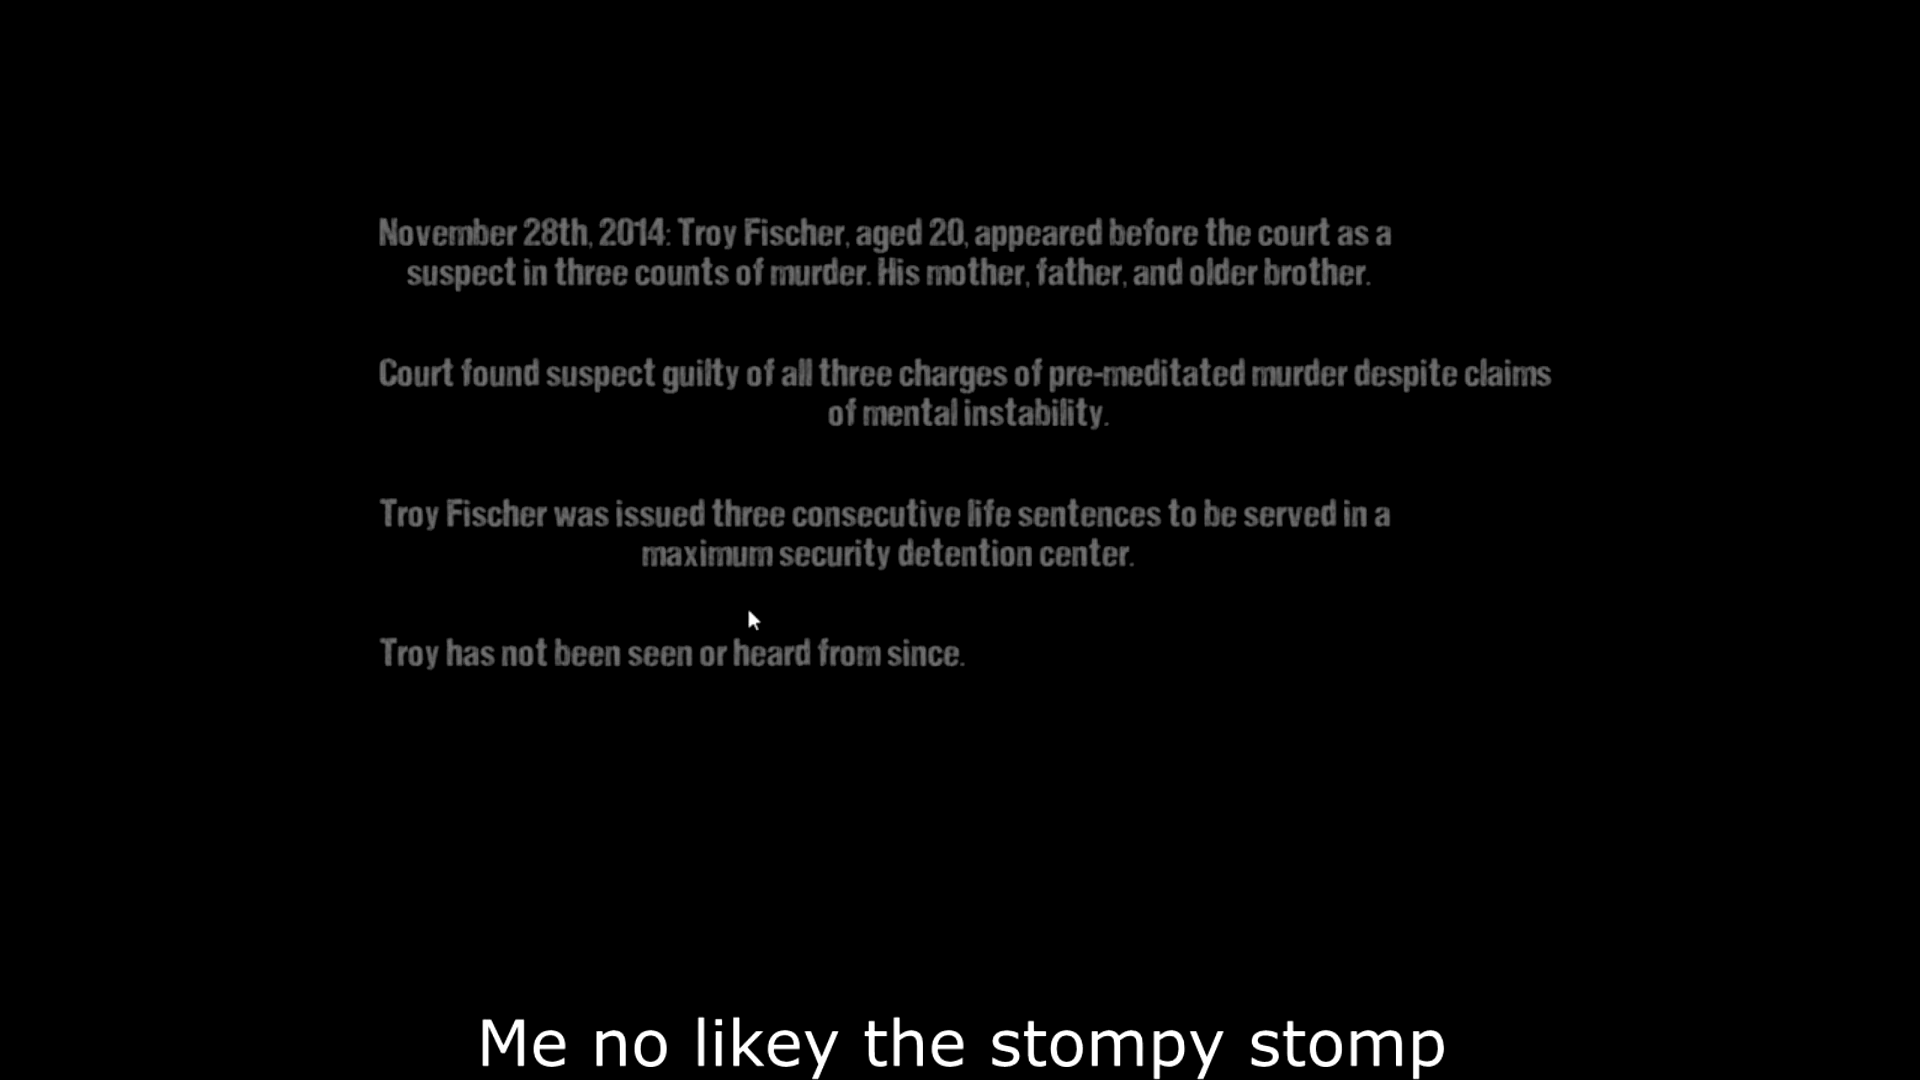 November 28th, 2014: Troy Fischer, aged 20, appeared before the court as a
suspect in three counts of murder. His mother, father, and older brother.
Court found suspect guilty of all three charges of pre-meditated murder despite claims
of mental instability.
Troy Fischer was issued three consecutive life sentences to be served in a
maximum security detention center.
Troy has not been seen or heard from since.
Me no likey the stompy stomp